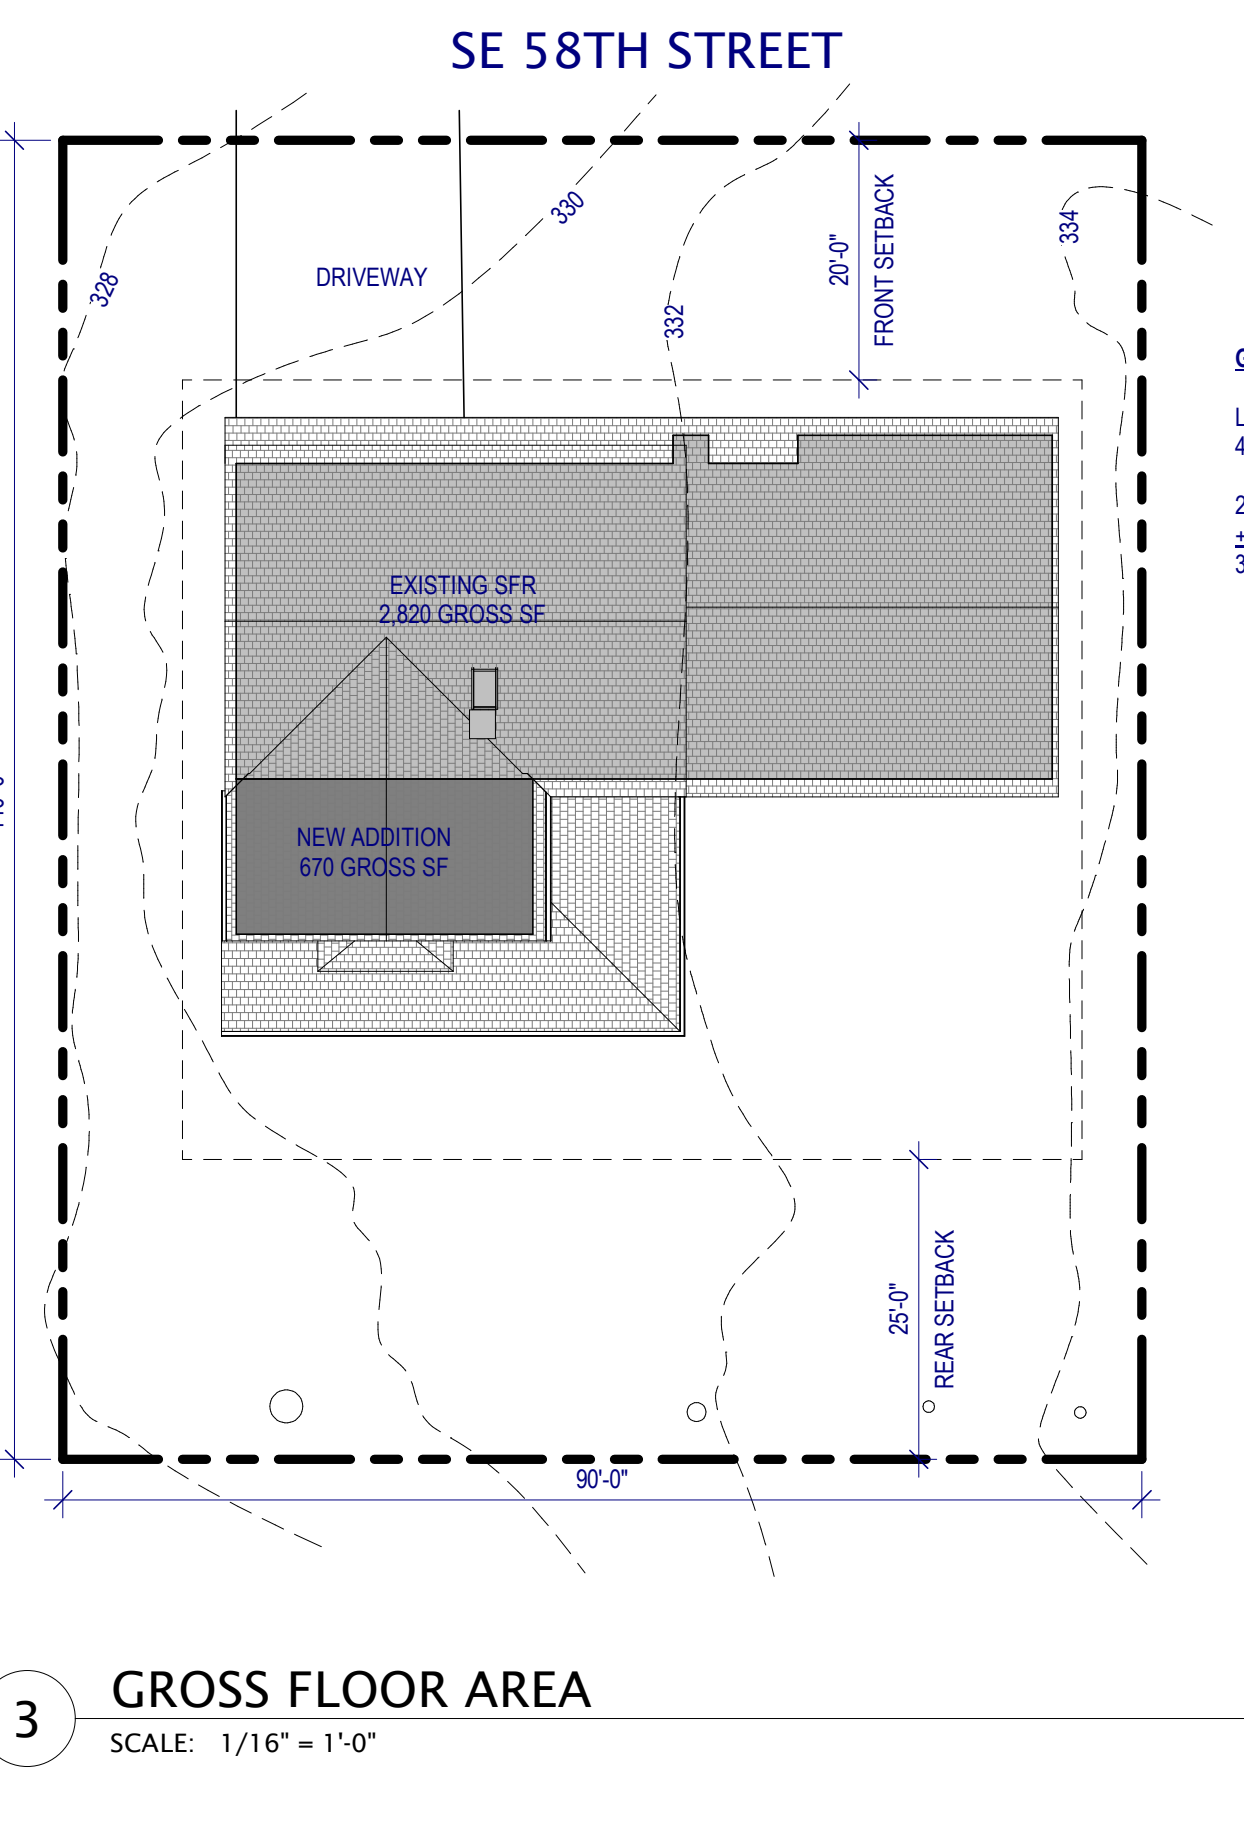 SE 58TH STREET
328
330
332
334
DRIVEWAY
20'-0"
FRONT SETBACK
EXISTING SFR
2,820 GROSS SF
NEW ADDITION
670 GROSS SF
25'-0"
REAR SETBACK
90'-0"
3
GROSS FLOOR AREA
SCALE: 1/16" = 1'-0"